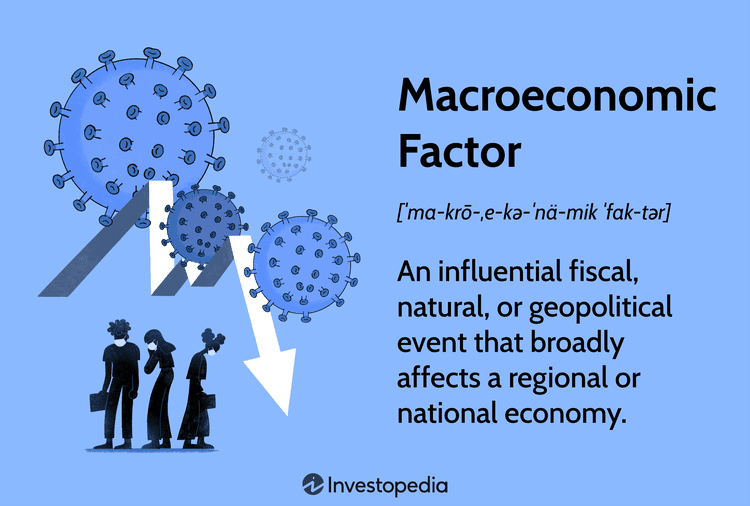 Macroeconomic
Factor
[ˈma-krō-ˌe-kə-ˈnä-mik ˈfak-tər]
An influential fiscal,
natural, or geopolitical
event that broadly
affects a regional or
national economy.
Investopedia